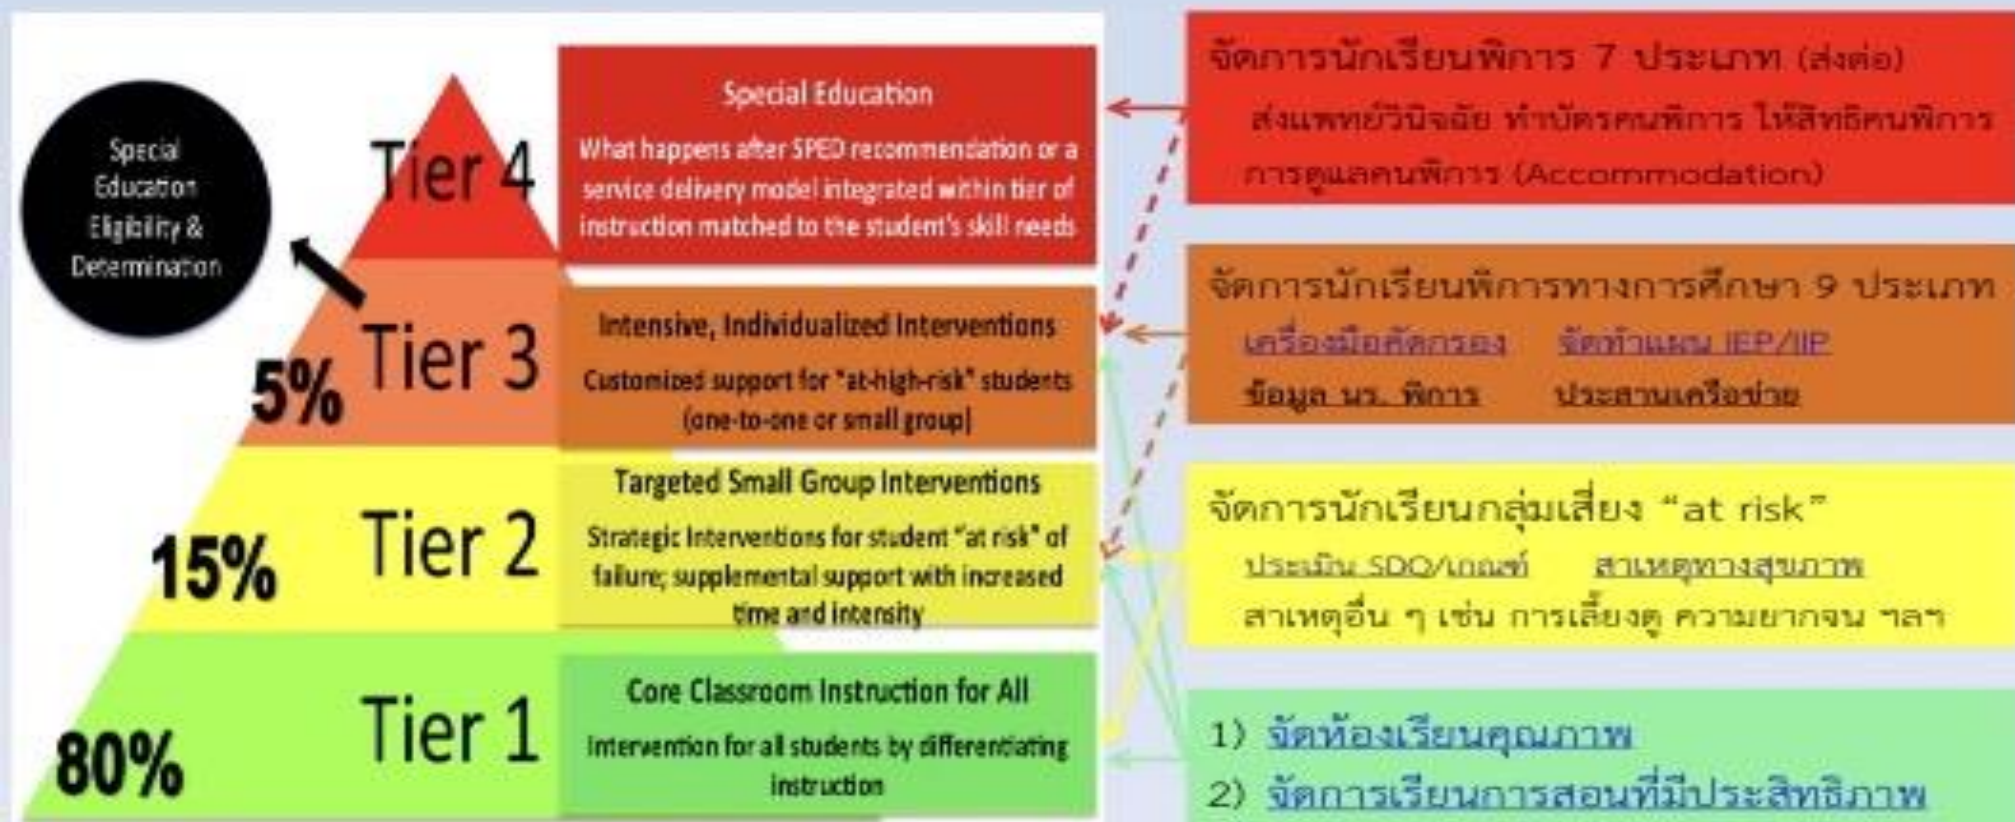 Special
Education
Eligibility &
Determination
Tier 4
Special Education
What happens after SPED recommendation or a
service delivery model integrated within tier of
instruction matched to the student's skill needs
5%
Tier 3
Intensive, Individualized Interventions
Customized support for "at-high-risk" students
(one-to-one or small group)
15%
Tier 2
Targeted Small Group Interventions
Strategic Interventions for student "at risk" of
failure; supplemental support with increased
time and intensity
80%
Tier 1
Core Classroom Instruction for All
Intervention for all students by differentiating
instruction
จัดการนักเรียนพิการ 7 ประเภท (ส่งต่อ)
ส่งแพทย์วินิจฉัย ทำบัตรคนพิการ ให้สิทธิคนพิการ
การดูแลคนพิการ (Accommodation)
จัดการนักเรียนพิการทางการศึกษา 9 ประเภท
เครื่องมือคัดกรอง จัดทำแผน IEP/IIP
ข้อมูล นร. พิการ ประสานเครือข่าย
จัดการนักเรียนกลุ่มเสี่ยง “at risk”
ประเมิน SDQ/เกณฑ์ สาเหตุทางสุขภาพ
สาเหตุอื่น ๆ เช่น การเลี้ยงดู ความยากจน ฯลฯ
1) จัดห้องเรียนคุณภาพ
2) จัดการเรียนการสอนที่มีประสิทธิภาพ